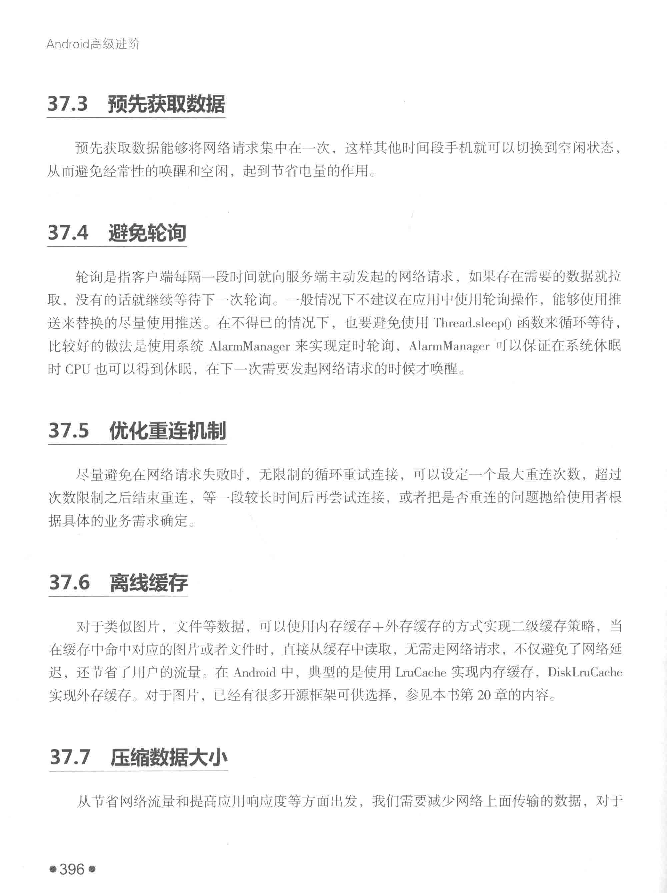 Android高级进阶
37.3 预先获取数据
预先获取数据能够将网络请求集中在一次，这样其他时间段手机就可以切换到空闲状态，
从而避免经常性的唤醒和空闲，起到节省电量的作用。
37.4 避免轮询
轮询是指客户端每隔一段时间就向服务端主动发起的网络请求，如果存在需要的数据就拉
取，没有的话就继续等待下一次轮询。一般情况下不建议在应用中使用轮询操作，能够使用推
送来替换的尽量使用推送。在不得已的情况下，也要避免使用 Thread.sleep() 函数来循环等待，
比较好的做法是使用系统 AlarmManager 来实现定时轮询，AlarmManager 可以保证在系统休眠
时 CPU 也可以得到休眠，在下一次需要发起网络请求的时候才唤醒。
37.5 优化重连机制
尽量避免在网络请求失败时，无限制的循环重试连接，可以设定一个最大重连次数，超过
次数限制之后结束重连，等一段较长时间后再尝试连接，或者把是否重连的问题抛给使用者根
据具体的业务需求确定。
37.6 离线缓存
对于类似图片，文件等数据，可以使用内存缓存+外存缓存的方式实现二级缓存策略，当
在缓存中命中对应的图片或者文件时，直接从缓存中读取，无需走网络请求，不仅避免了网络延
迟，还节省了用户的流量。在 Android 中，典型的是使用 LruCache 实现内存缓存，DiskLruCache
实现外存缓存。对于图片，已经有很多开源框架可供选择，参见本书第 20 章的内容。
37.7 压缩数据大小
从节省网络流量和提高应用响应度等方面出发，我们需要减少网络上面传输的数据，对于
●396●